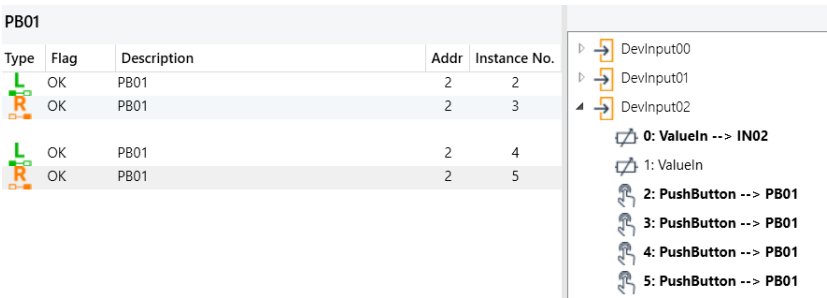 PB01
Type Flag Description Addr Instance No.
L OK PB01 2 2
R OK PB01 2 3
L OK PB01 2 4
R OK PB01 2 5
DevInput00
DevInput01
DevInput02
0: ValueIn --> IN02
1: ValueIn
2: PushButton --> PB01
3: PushButton --> PB01
4: PushButton --> PB01
5: PushButton --> PB01